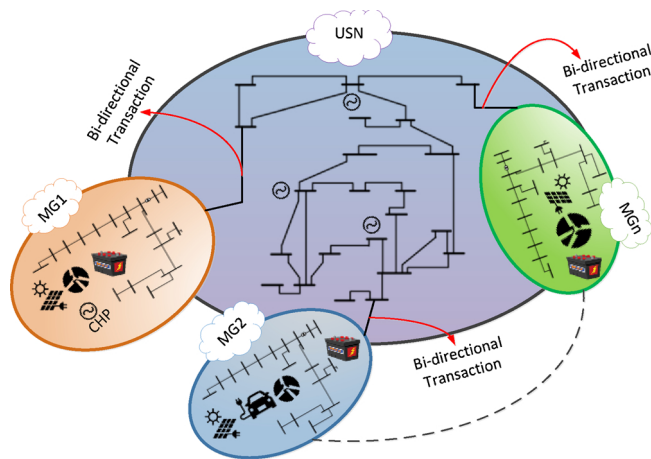 USN
Bi-directional
Transaction
Bi-directional
Transaction
MG1
MGn
CHP
MG2
Bi-directional
Transaction